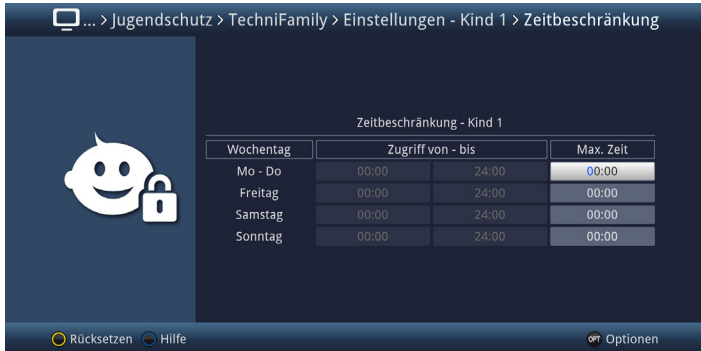 ... > Jugendschutz > TechniFamily > Einstellungen - Kind 1 > Zeitbeschränkung
Zeitbeschränkung - Kind 1
Wochentag Zugriff von - bis Max. Zeit
Mo - Do 00:00 24:00 00:00
Freitag 00:00 24:00 00:00
Samstag 00:00 24:00 00:00
Sonntag 00:00 24:00 00:00
Rücksetzen Hilfe OPT Optionen